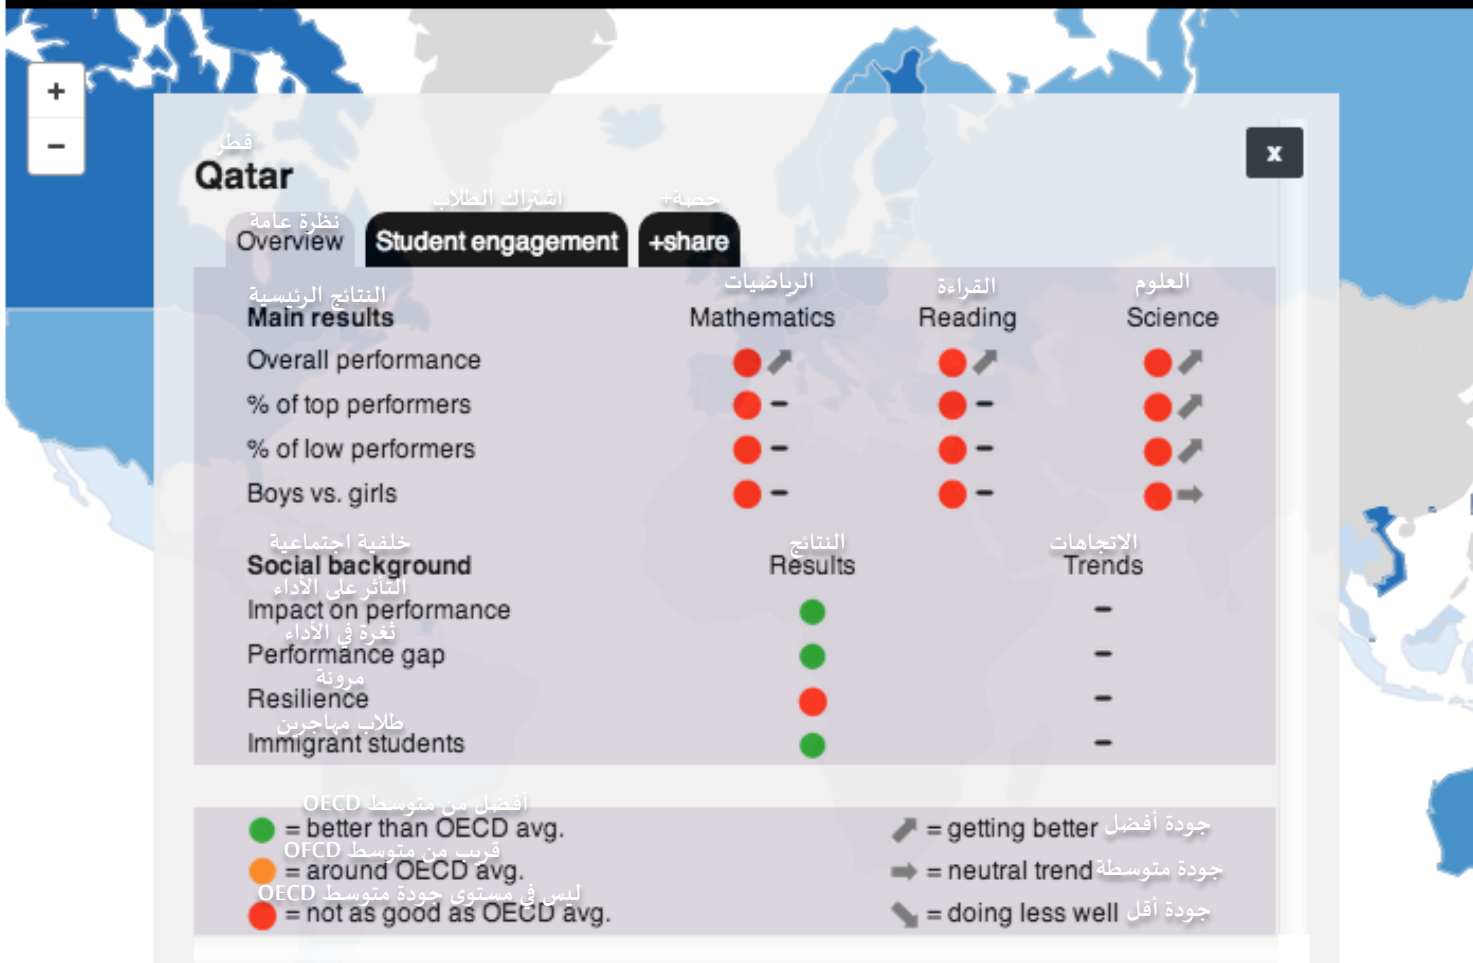 +
−
قطر
Qatar
x
اشتراك الطلاب
حصة+
نظرة عامة
Overview
Student engagement
+share
النتائج الرئيسية
الرياضيات
القراءة
العلوم
Main results
Mathematics
Reading
Science
Overall performance
% of top performers
% of low performers
Boys vs. girls
خلفية اجتماعية
النتائج
الاتجاهات
Social background
Results
Trends
التأثر على الأداء
Impact on performance
ثغرة في الأداء
Performance gap
مرونة
Resilience
طلاب مهاجرين
Immigrant students
أفضل من متوسط OECD
= better than OECD avg.
= getting better جودة أفضل
قريب من متوسط OFCD
= around OECD avg.
= neutral trend جودة متوسطة
ليس في مستوى جودة متوسط OECD
= not as good as OECD avg.
= doing less well جودة أقل